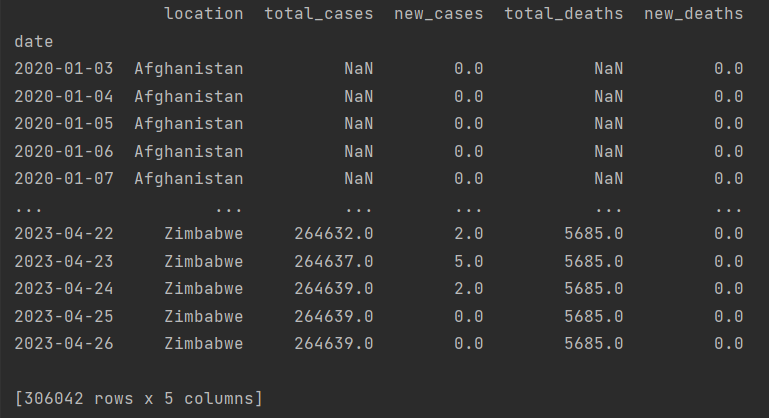 location total_cases new_cases total_deaths new_deaths
date
2020-01-03 Afghanistan NaN 0.0 NaN 0.0
2020-01-04 Afghanistan NaN 0.0 NaN 0.0
2020-01-05 Afghanistan NaN 0.0 NaN 0.0
2020-01-06 Afghanistan NaN 0.0 NaN 0.0
2020-01-07 Afghanistan NaN 0.0 NaN 0.0
... ... ... ... ... ...
2023-04-22 Zimbabwe 264632.0 2.0 5685.0 0.0
2023-04-23 Zimbabwe 264637.0 5.0 5685.0 0.0
2023-04-24 Zimbabwe 264639.0 2.0 5685.0 0.0
2023-04-25 Zimbabwe 264639.0 0.0 5685.0 0.0
2023-04-26 Zimbabwe 264639.0 0.0 5685.0 0.0
[306042 rows x 5 columns]